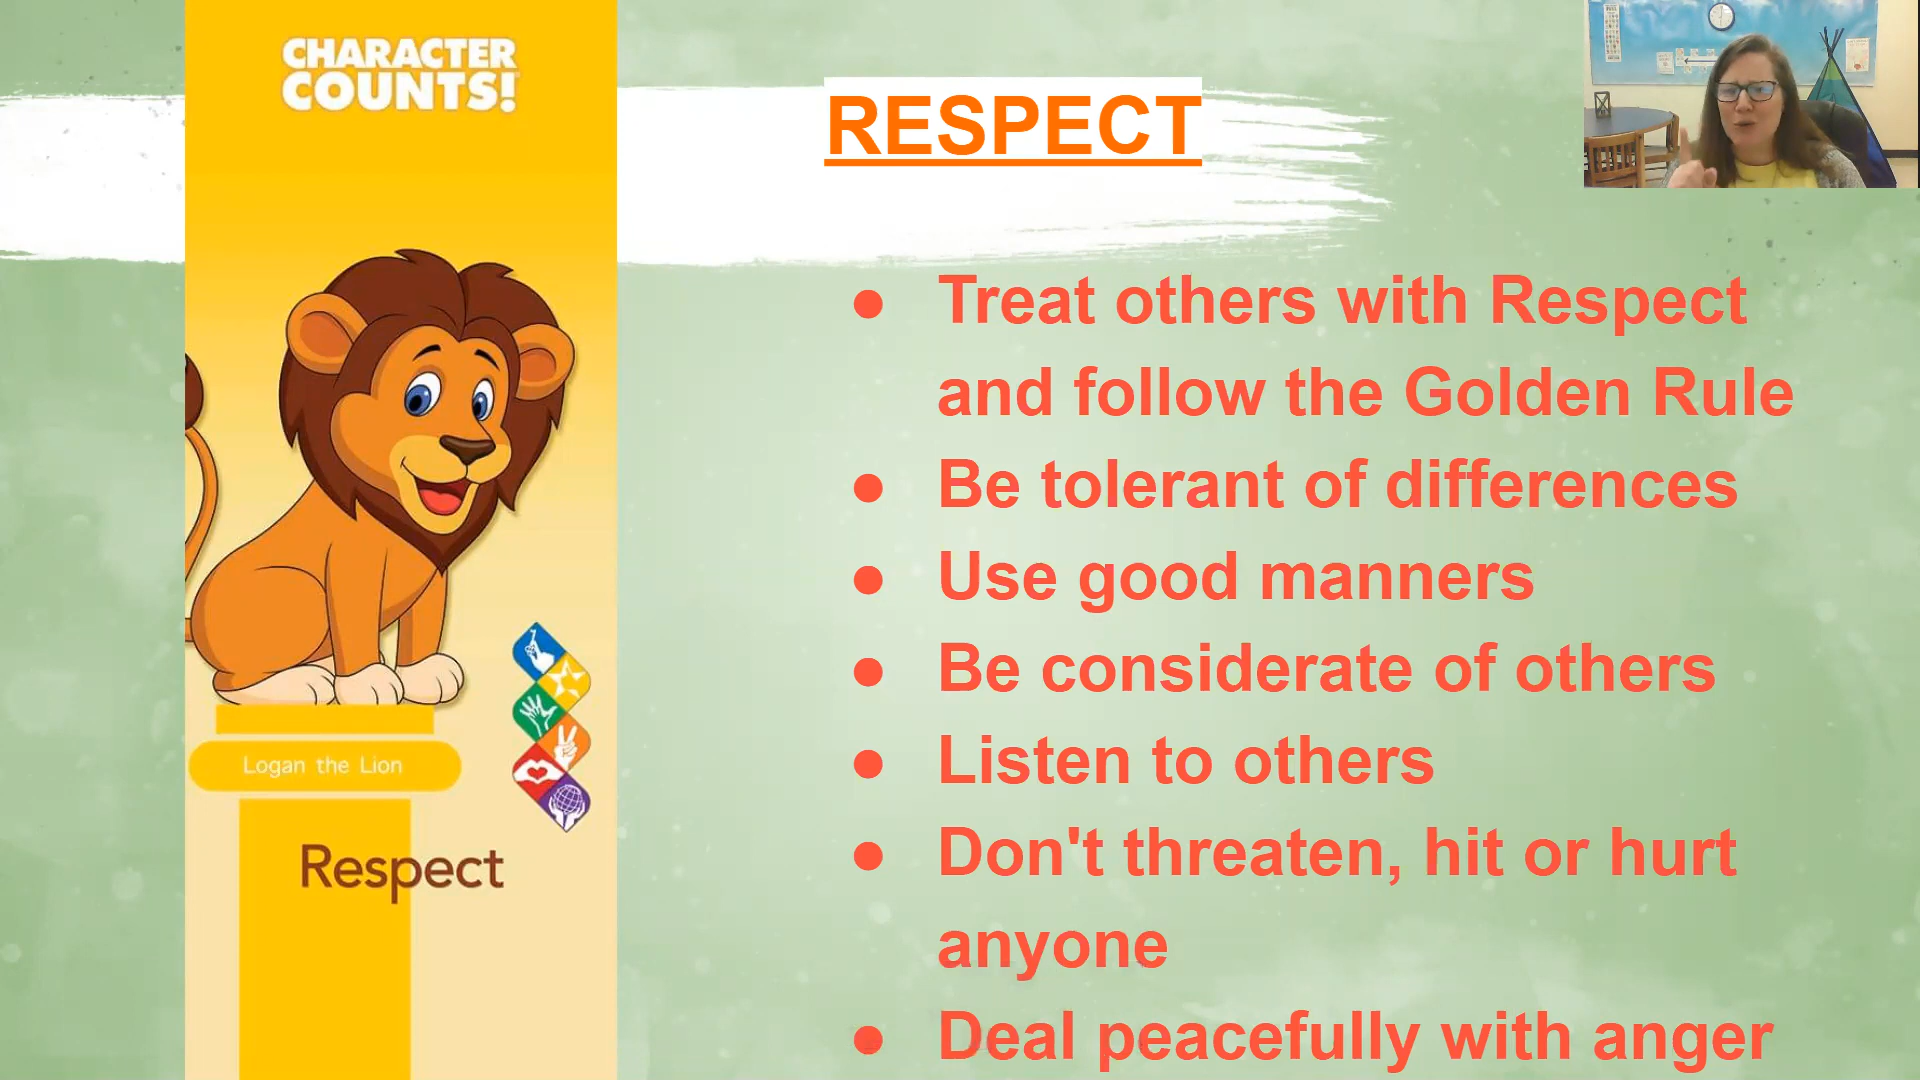 CHARACTER
COUNTS!
Logan the Lion
Respect
RESPECT
● Treat others with Respect
and follow the Golden Rule
● Be tolerant of differences
● Use good manners
● Be considerate of others
● Listen to others
● Don't threaten, hit or hurt
anyone
● Deal peacefully with anger